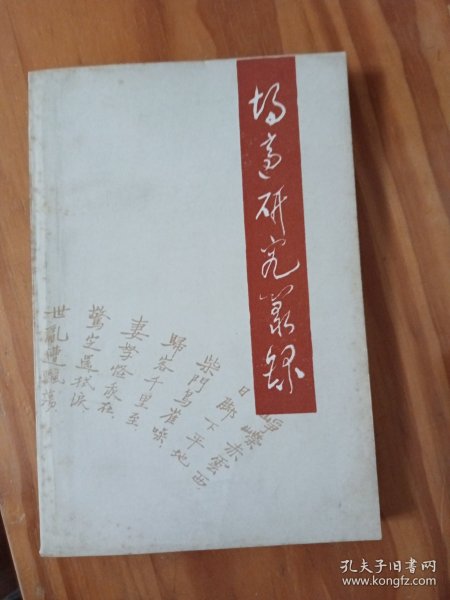 胡適研究叢錄
崢嶸赤雲西
日腳下平地
柴門鳥雀噪
歸客千里至
妻孥怪我在
驚定還拭淚
世亂遭飄蕩
孔夫子旧书网
www.kongfz.com